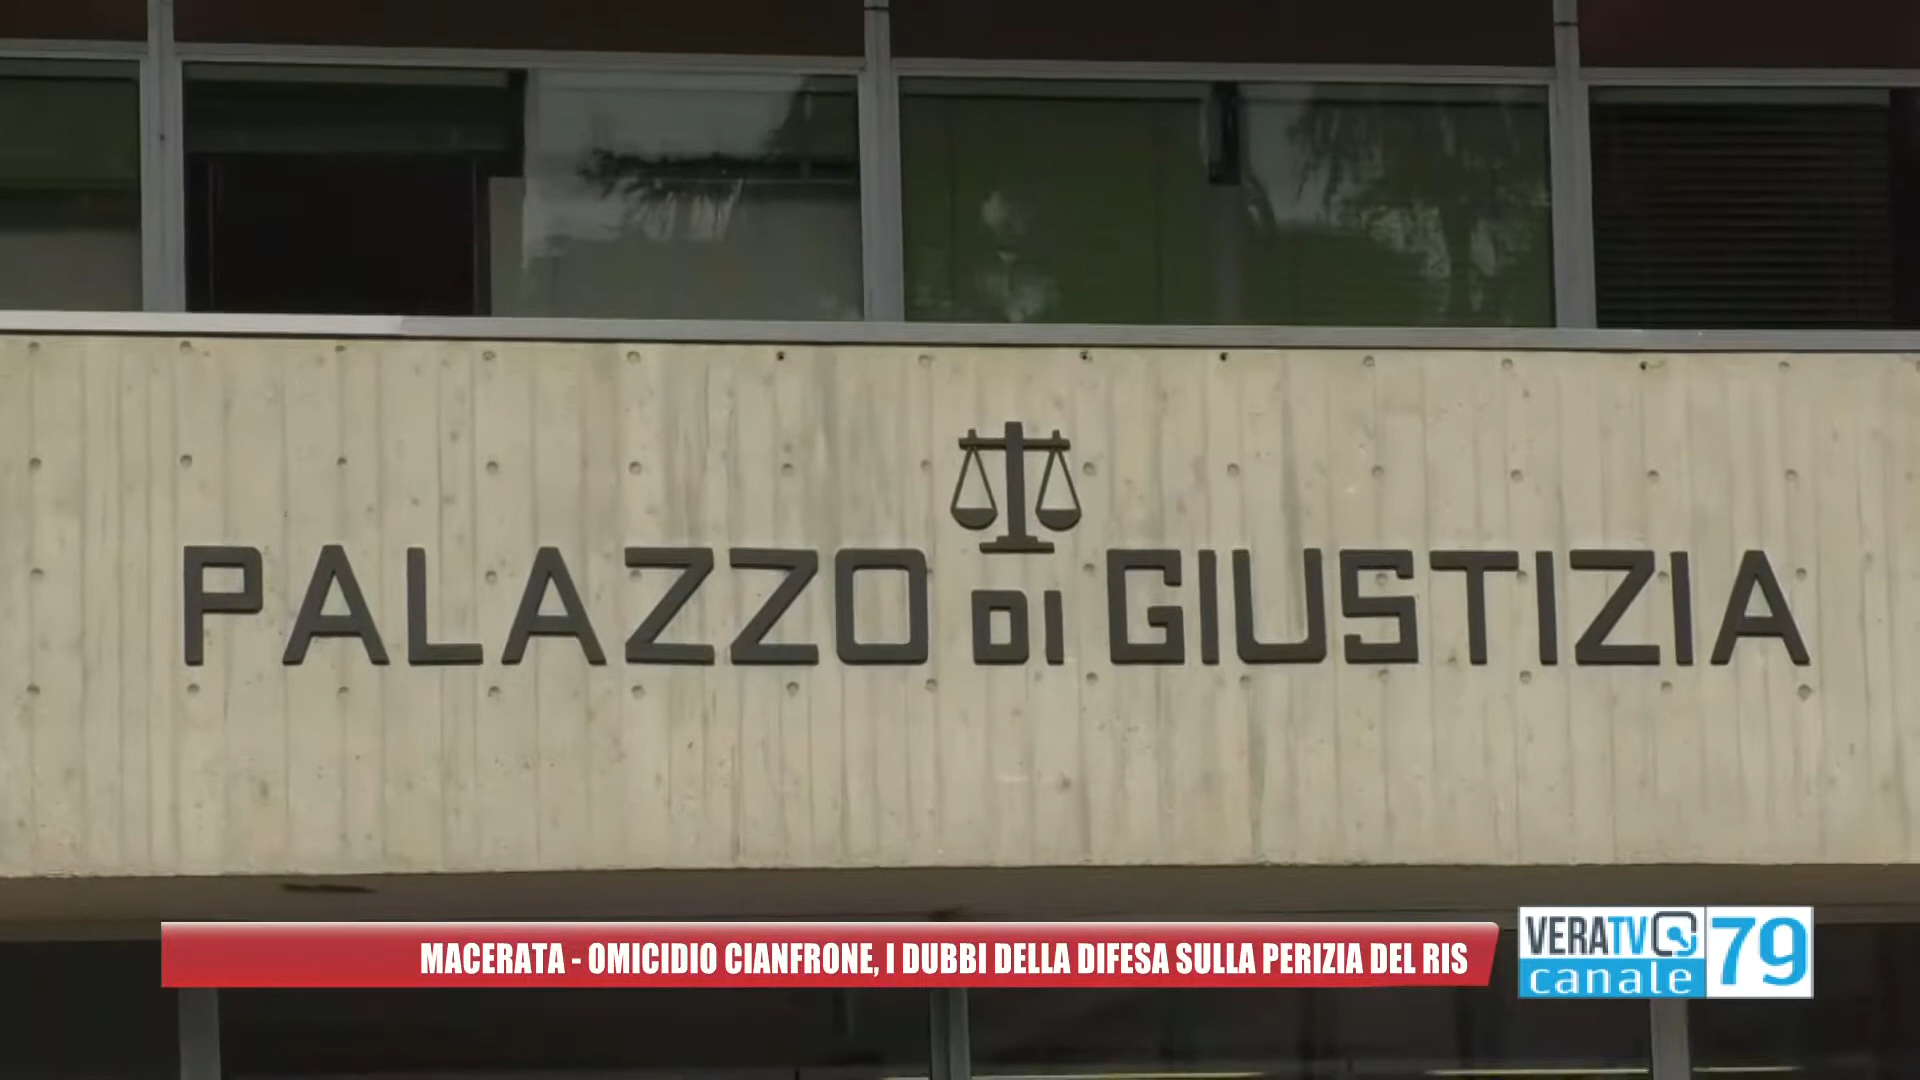 PALAZZO DI GIUSTIZIA
MACERATA - OMICIDIO CIANFRONE, I DUBBI DELLA DIFESA SULLA PERIZIA DEL RIS
VERATV
canale
79